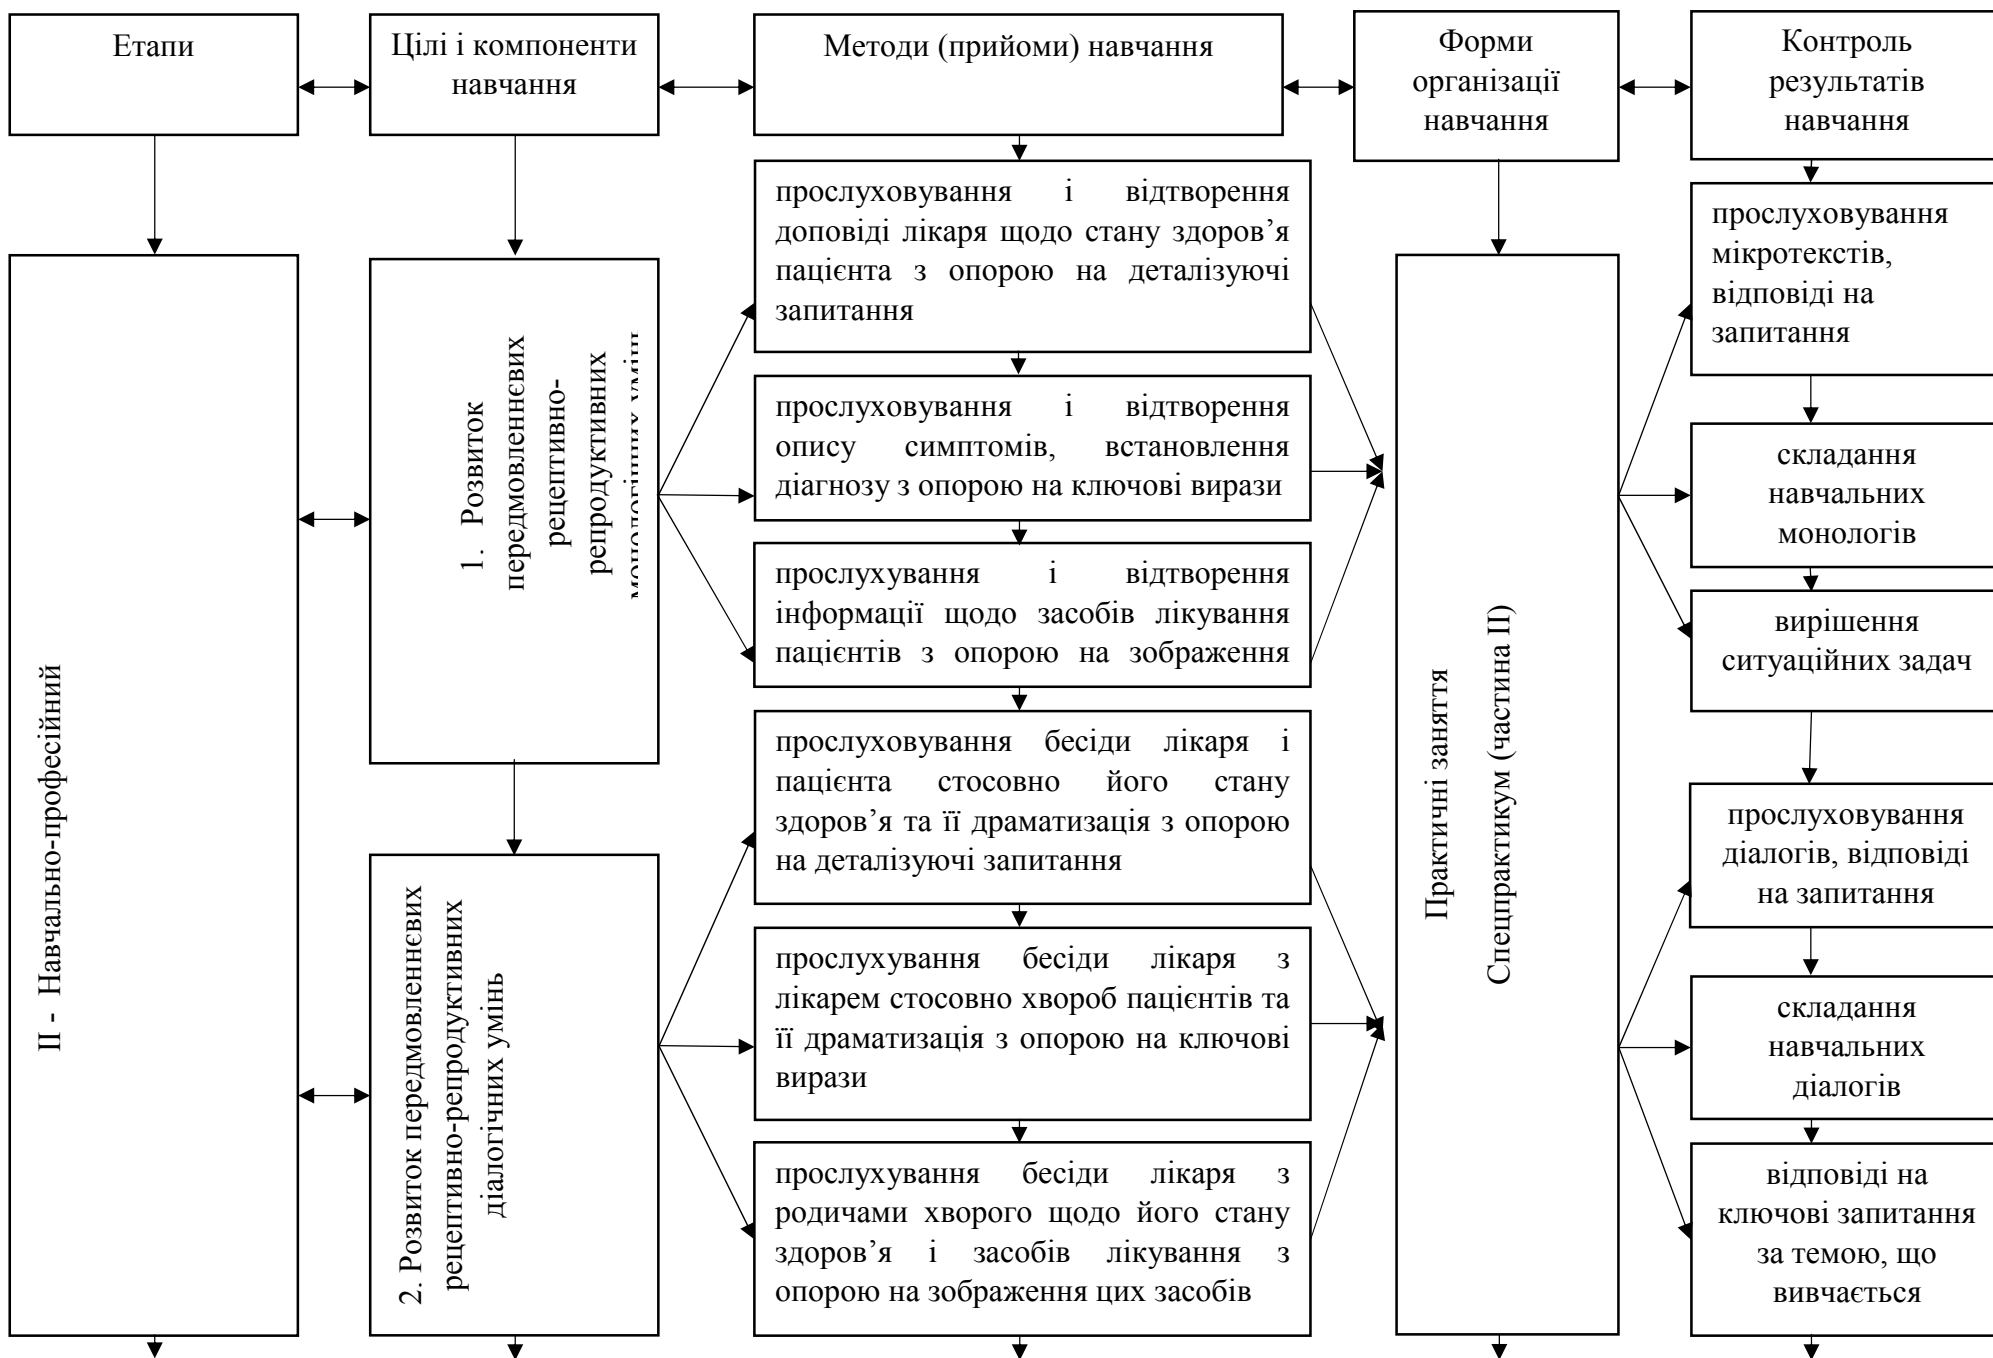 Етапи
Цілі і компоненти
навчання
Методи (прийоми) навчання
Форми
організації
навчання
Контроль
результатів
навчання
ІІ - Навчально-професійний
1. Розвиток
передмовленнєвих
рецептивно-
репродуктивних
монологічних умінь
2. Розвиток передмовленнєвих
рецептивно-репродуктивних
діалогічних умінь
прослуховування і відтворення
доповіді лікаря щодо стану здоров’я
пацієнта з опорою на деталізуючі
запитання
прослуховування і відтворення
опису симптомів, встановлення
діагнозу з опорою на ключові вирази
прослухування і відтворення
інформації щодо засобів лікування
пацієнтів з опорою на зображення
прослуховування бесіди лікаря і
пацієнта стосовно його стану
здоров’я та її драматизація з опорою
на деталізуючі запитання
прослухування бесіди лікаря з
лікарем стосовно хвороб пацієнтів та
її драматизація з опорою на ключові
вирази
прослухування бесіди лікаря з
родичами хворого щодо його стану
здоров’я і засобів лікування з
опорою на зображення цих засобів
Практичні заняття
Спецпрактикум (частина ІІ)
прослуховування
мікротекстів,
відповіді на
запитання
складання
навчальних
монологів
вирішення
ситуаційних задач
прослуховування
діалогів, відповіді
на запитання
складання
навчальних
діалогів
відповіді на
ключові запитання
за темою, що
вивчається